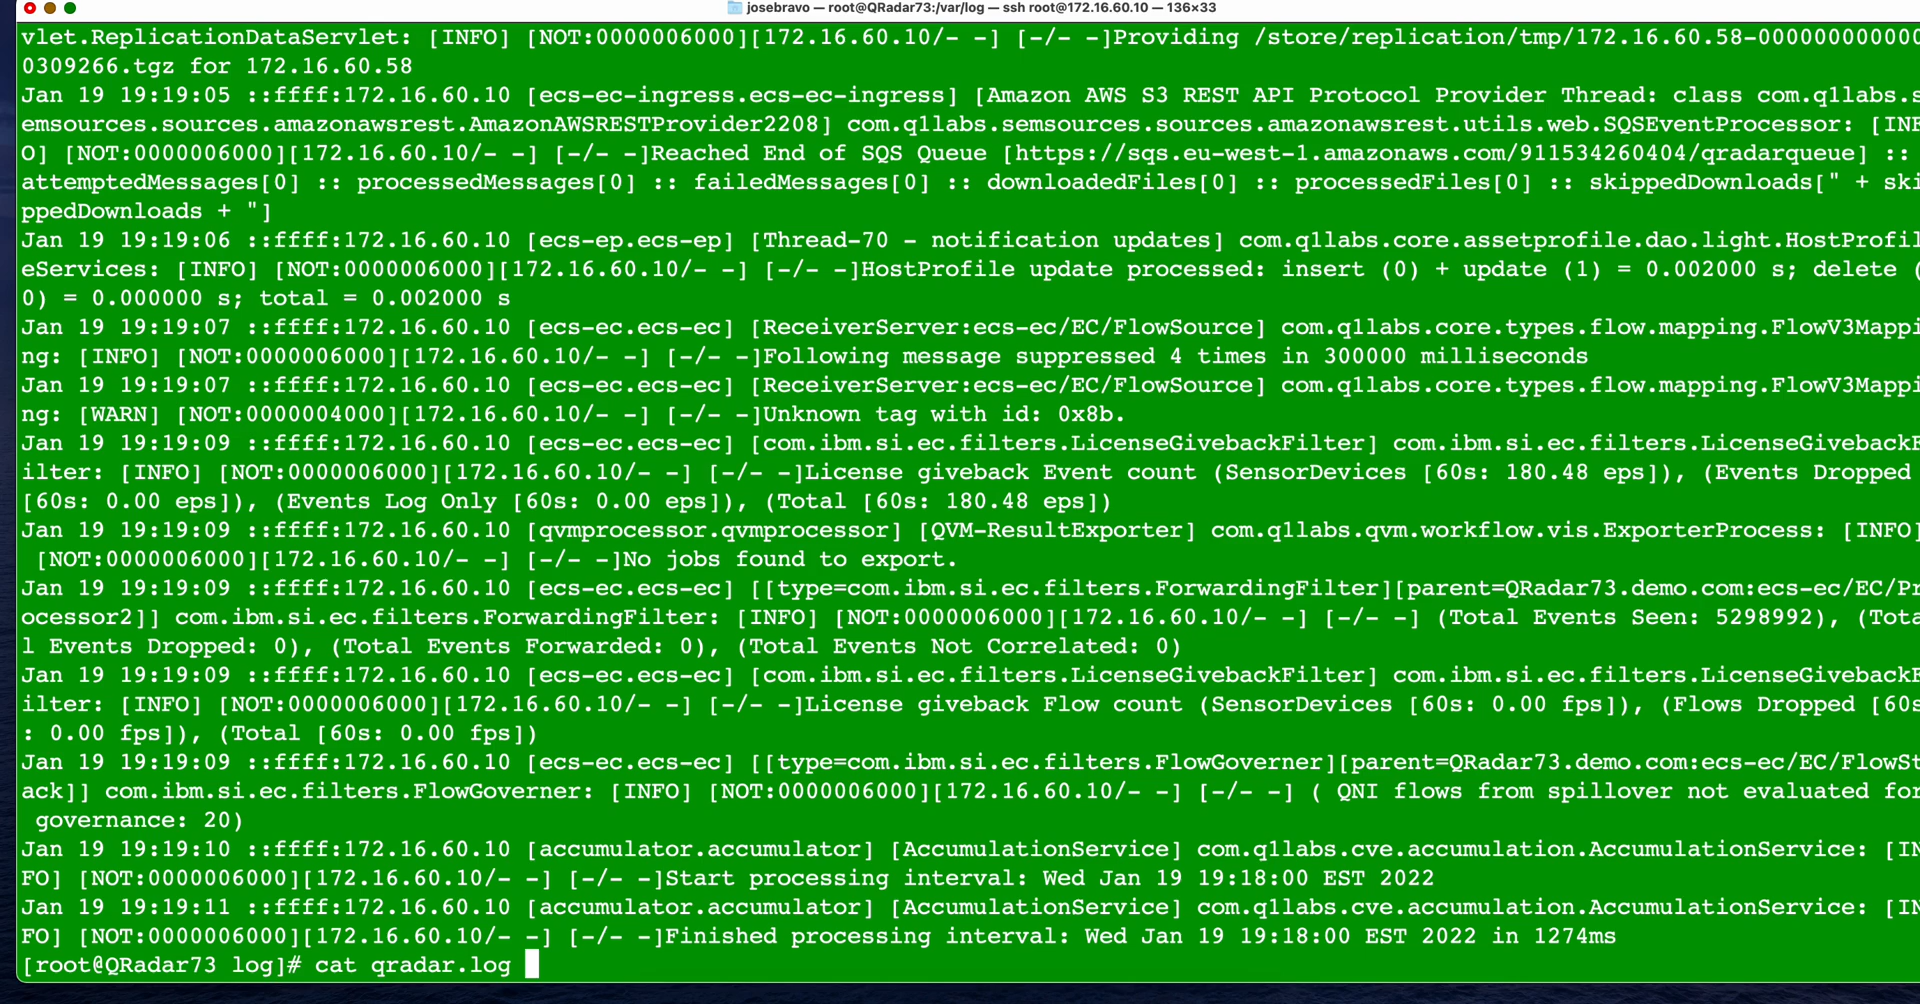 josebravo — root@QRadar73:/var/log — ssh root@172.16.60.10 — 136×33
vlet.ReplicationDataServlet: [INFO] [NOT:0000006000][172.16.60.10/- -] [-/- -]Providing /store/replication/tmp/172.16.60.58-0000000000000
0309266.tgz for 172.16.60.58
Jan 19 19:19:05 ::ffff:172.16.60.10 [ecs-ec-ingress.ecs-ec-ingress] [Amazon AWS S3 REST API Protocol Provider Thread: class com.q1labs.s
emsources.sources.amazonawsrest.AmazonAWSRESTProvider2208] com.q1labs.semsources.sources.amazonawsrest.utils.web.SQSEventProcessor: [INF
O] [NOT:0000006000][172.16.60.10/- -] [-/- -]Reached End of SQS Queue [https://sqs.eu-west-1.amazonaws.com/911534260404/qradarqueue] ::
attemptedMessages[0] :: processedMessages[0] :: failedMessages[0] :: downloadedFiles[0] :: processedFiles[0] :: skippedDownloads[" + ski
ppedDownloads + "]
Jan 19 19:19:06 ::ffff:172.16.60.10 [ecs-ep.ecs-ep] [Thread-70 - notification updates] com.q1labs.core.assetprofile.dao.light.HostProfil
eServices: [INFO] [NOT:0000006000][172.16.60.10/- -] [-/- -]HostProfile update processed: insert (0) + update (1) = 0.002000 s; delete (
0) = 0.000000 s; total = 0.002000 s
Jan 19 19:19:07 ::ffff:172.16.60.10 [ecs-ec.ecs-ec] [ReceiverServer:ecs-ec/EC/FlowSource] com.q1labs.core.types.flow.mapping.FlowV3Mappi
ng: [INFO] [NOT:0000006000][172.16.60.10/- -] [-/- -]Following message suppressed 4 times in 300000 milliseconds
Jan 19 19:19:07 ::ffff:172.16.60.10 [ecs-ec.ecs-ec] [ReceiverServer:ecs-ec/EC/FlowSource] com.q1labs.core.types.flow.mapping.FlowV3Mappi
ng: [WARN] [NOT:0000004000][172.16.60.10/- -] [-/- -]Unknown tag with id: 0x8b.
Jan 19 19:19:09 ::ffff:172.16.60.10 [ecs-ec.ecs-ec] [com.ibm.si.ec.filters.LicenseGivebackFilter] com.ibm.si.ec.filters.LicenseGivebackF
ilter: [INFO] [NOT:0000006000][172.16.60.10/- -] [-/- -]License giveback Event count (SensorDevices [60s: 180.48 eps]), (Events Dropped
[60s: 0.00 eps]), (Events Log Only [60s: 0.00 eps]), (Total [60s: 180.48 eps])
Jan 19 19:19:09 ::ffff:172.16.60.10 [qvmprocessor.qvmprocessor] [QVM-ResultExporter] com.q1labs.qvm.workflow.vis.ExporterProcess: [INFO]
[NOT:0000006000][172.16.60.10/- -] [-/- -]No jobs found to export.
Jan 19 19:19:09 ::ffff:172.16.60.10 [ecs-ec.ecs-ec] [[type=com.ibm.si.ec.filters.ForwardingFilter][parent=QRadar73.demo.com:ecs-ec/EC/Pr
ocessor2]] com.ibm.si.ec.filters.ForwardingFilter: [INFO] [NOT:0000006000][172.16.60.10/- -] [-/- -] (Total Events Seen: 5298992), (Tota
l Events Dropped: 0), (Total Events Forwarded: 0), (Total Events Not Correlated: 0)
Jan 19 19:19:09 ::ffff:172.16.60.10 [ecs-ec.ecs-ec] [com.ibm.si.ec.filters.LicenseGivebackFilter] com.ibm.si.ec.filters.LicenseGivebackF
ilter: [INFO] [NOT:0000006000][172.16.60.10/- -] [-/- -]License giveback Flow count (SensorDevices [60s: 0.00 fps]), (Flows Dropped [60s
: 0.00 fps]), (Total [60s: 0.00 fps])
Jan 19 19:19:09 ::ffff:172.16.60.10 [ecs-ec.ecs-ec] [[type=com.ibm.si.ec.filters.FlowGoverner][parent=QRadar73.demo.com:ecs-ec/EC/FlowSt
ack]] com.ibm.si.ec.filters.FlowGoverner: [INFO] [NOT:0000006000][172.16.60.10/- -] [-/- -] ( QNI flows from spillover not evaluated for
governance: 20)
Jan 19 19:19:10 ::ffff:172.16.60.10 [accumulator.accumulator] [AccumulationService] com.q1labs.cve.accumulation.AccumulationService: [IN
FO] [NOT:0000006000][172.16.60.10/- -] [-/- -]Start processing interval: Wed Jan 19 19:18:00 EST 2022
Jan 19 19:19:11 ::ffff:172.16.60.10 [accumulator.accumulator] [AccumulationService] com.q1labs.cve.accumulation.AccumulationService: [IN
FO] [NOT:0000006000][172.16.60.10/- -] [-/- -]Finished processing interval: Wed Jan 19 19:18:00 EST 2022 in 1274ms
[root@QRadar73 log]# cat qradar.log